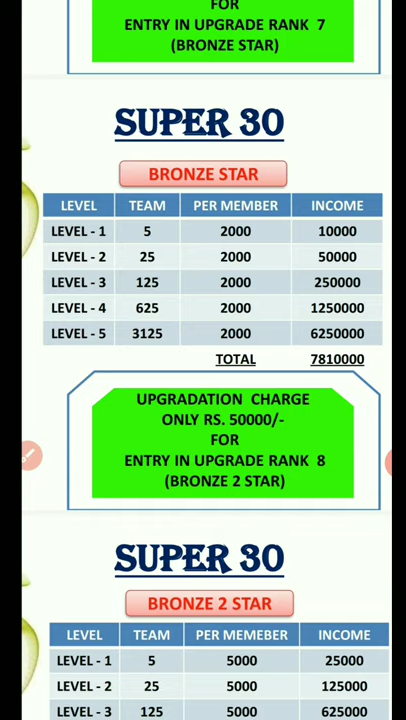 FOR
ENTRY IN UPGRADE RANK 7
(BRONZE STAR)
SUPER 30
BRONZE STAR
LEVEL TEAM PER MEMBER INCOME
LEVEL - 1 5 2000 10000
LEVEL - 2 25 2000 50000
LEVEL - 3 125 2000 250000
LEVEL - 4 625 2000 1250000
LEVEL - 5 3125 2000 6250000
TOTAL 7810000
UPGRADATION CHARGE
ONLY RS. 50000/-
FOR
ENTRY IN UPGRADE RANK 8
(BRONZE 2 STAR)
SUPER 30
BRONZE 2 STAR
LEVEL TEAM PER MEMEBER INCOME
LEVEL - 1 5 5000 25000
LEVEL - 2 25 5000 125000
LEVEL - 3 125 5000 625000